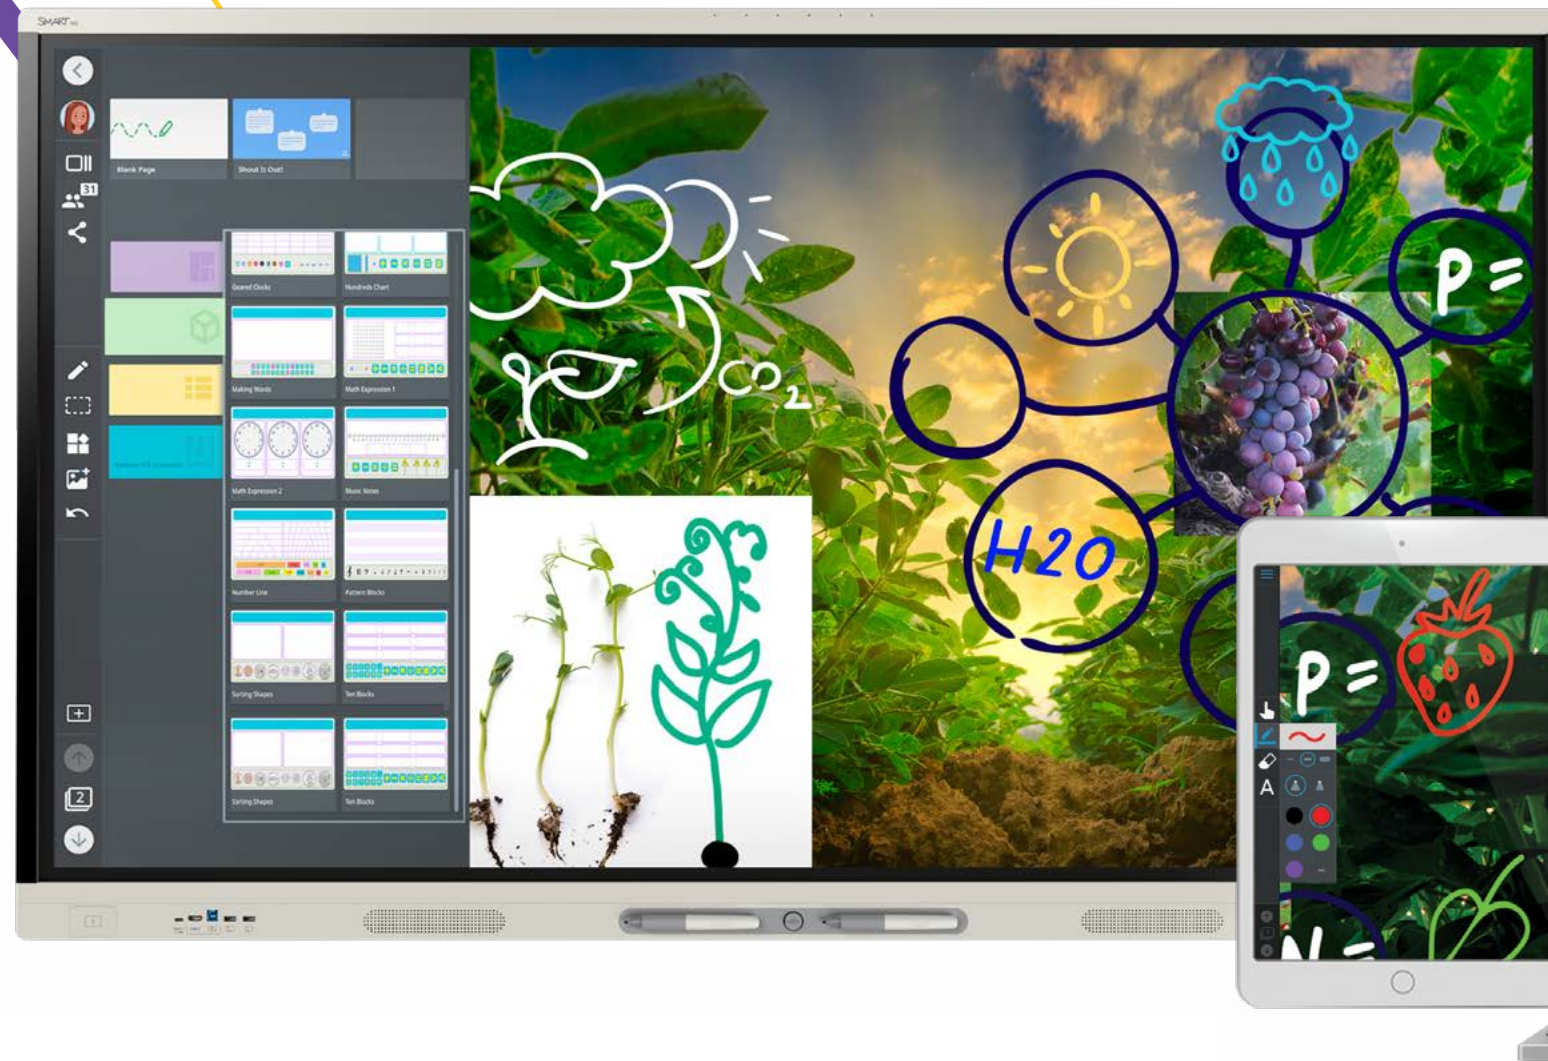 SMART
31
Blank Page
Shout It Out!
Geared Clocks
Hundreds Chart
Making Words
Math Expression 1
Math Expression 2
Music Notes
Number Line
Pattern Blocks
Sorting Shapes
Ten Blocks
Sorting Shapes
Ten Blocks
2
CO2
P=
H2O
P=
A
N=